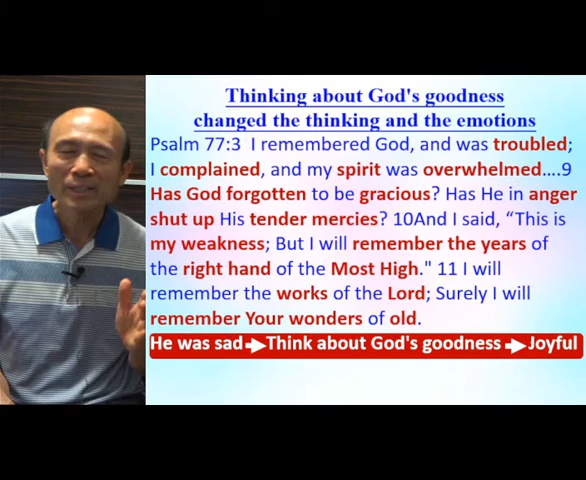 Thinking about God's goodness
changed the thinking and the emotions
Psalm 77:3 I remembered God, and was troubled;
I complained, and my spirit was overwhelmed....9
Has God forgotten to be gracious? Has He in anger
shut up His tender mercies? 10And I said, “This is
my weakness; But I will remember the years of
the right hand of the Most High." 11 I will
remember the works of the Lord; Surely I will
remember Your wonders of old.
He was sad→Think about God's goodness →Joyful